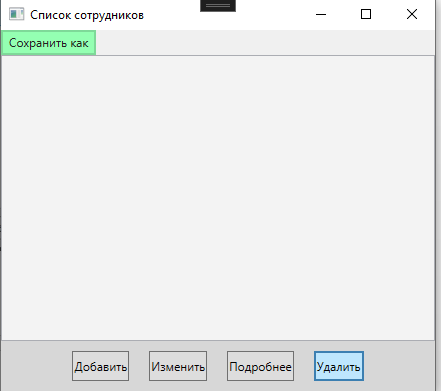 Список сотрудников
Сохранить как
Добавить Изменить Подробнее Удалить